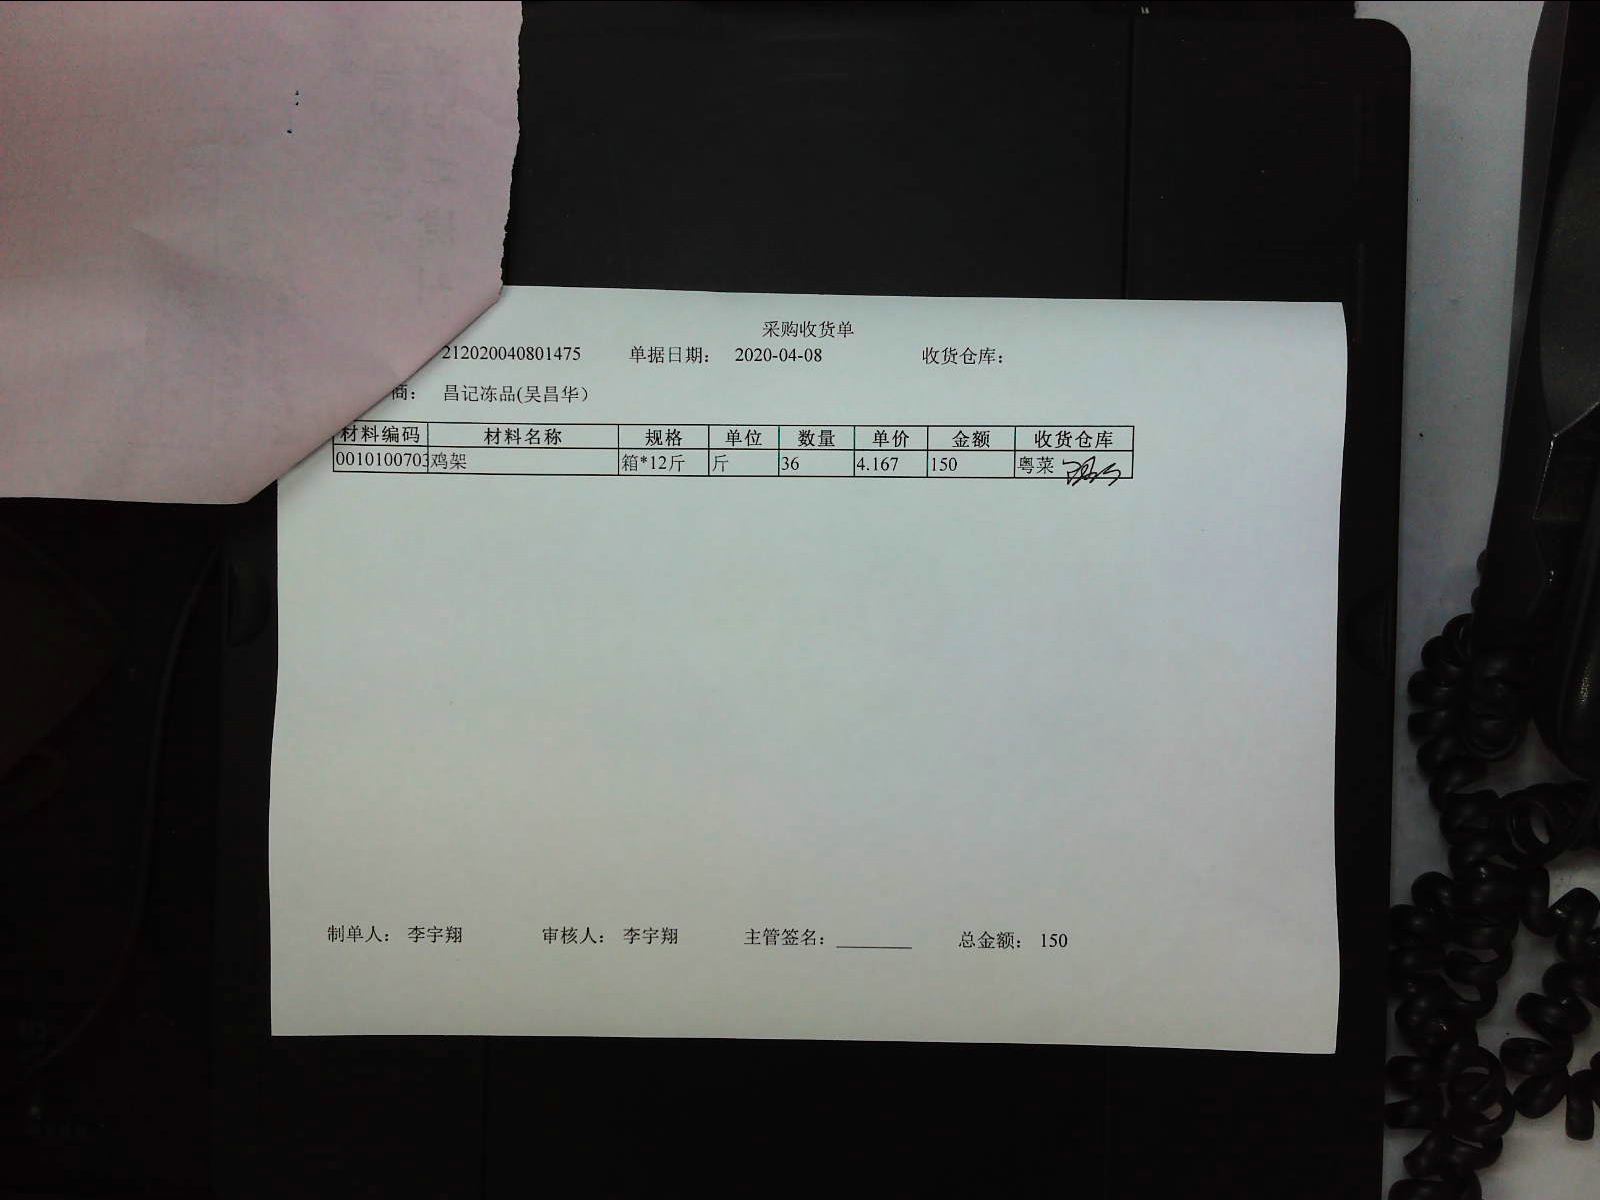 采购收货单
212020040801475 单据日期： 2020-04-08 收货仓库：
商： 昌记冻品(吴昌华）
材料编码 材料名称 规格 单位 数量 单价 金额 收货仓库
0010100703 鸡架 箱*12斤 斤 36 4.167 150 粤菜
制单人： 李宇翔 审核人： 李宇翔 主管签名： ________ 总金额： 150